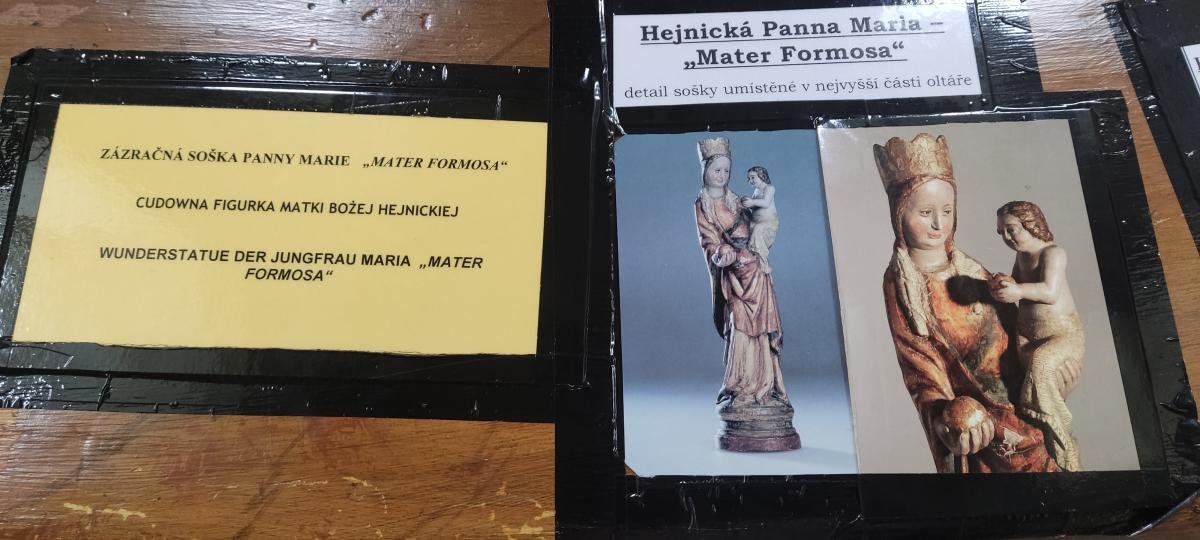 ZÁZRAČNÁ SOŠKA PANNY MARIE „MATER FORMOSA“
CUDOWNA FIGURKA MATKI BOŻEJ HEJNICKIEJ
WUNDERSTATUE DER JUNGFRAU MARIA „MATER
FORMOSA“
Hejnická Panna Maria –
„Mater Formosa“
detail sošky umístěné v nejvyšší části oltáře